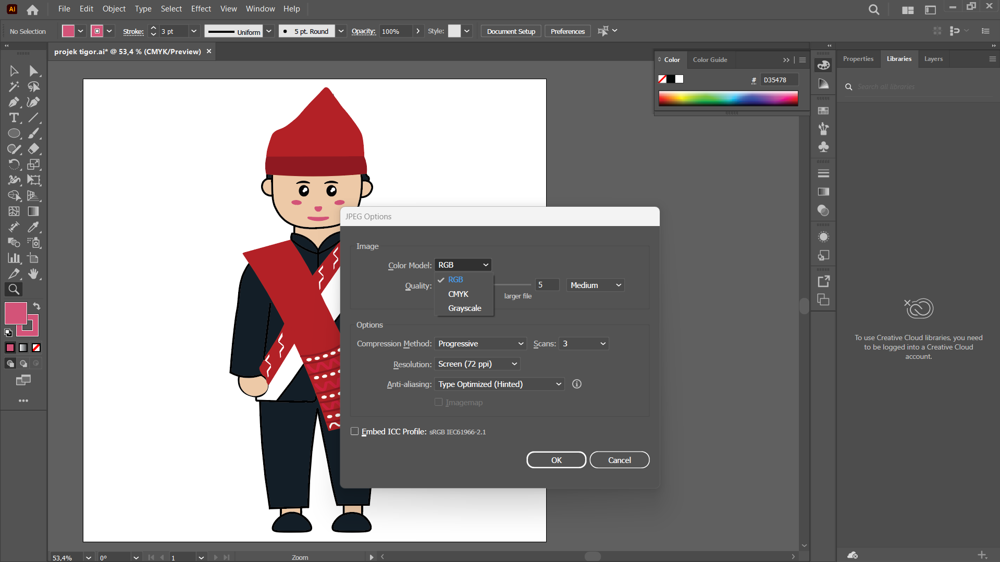 Ai File Edit Object Type Select Effect View Window Help
No Selection Stroke: 3 pt Uniform 5 pt. Round Opacity: 100% Style: Document Setup Preferences
projek tigor.ai* @ 53,4 % (CMYK/Preview)
Color Color Guide
# D35478
Properties Libraries Layers
Search all libraries
JPEG Options
Image
Color Model: RGB
RGB
CMYK
Grayscale
Quality: 5 Medium
larger file
Options
Compression Method: Progressive Scans: 3
Resolution: Screen (72 ppi)
Anti-aliasing: Type Optimized (Hinted)
Imagemap
Embed ICC Profile: sRGB IEC61966-2.1
OK Cancel
To use Creative Cloud libraries, you need
to be logged into a Creative Cloud
account.
53,4% 0° 1 Zoom